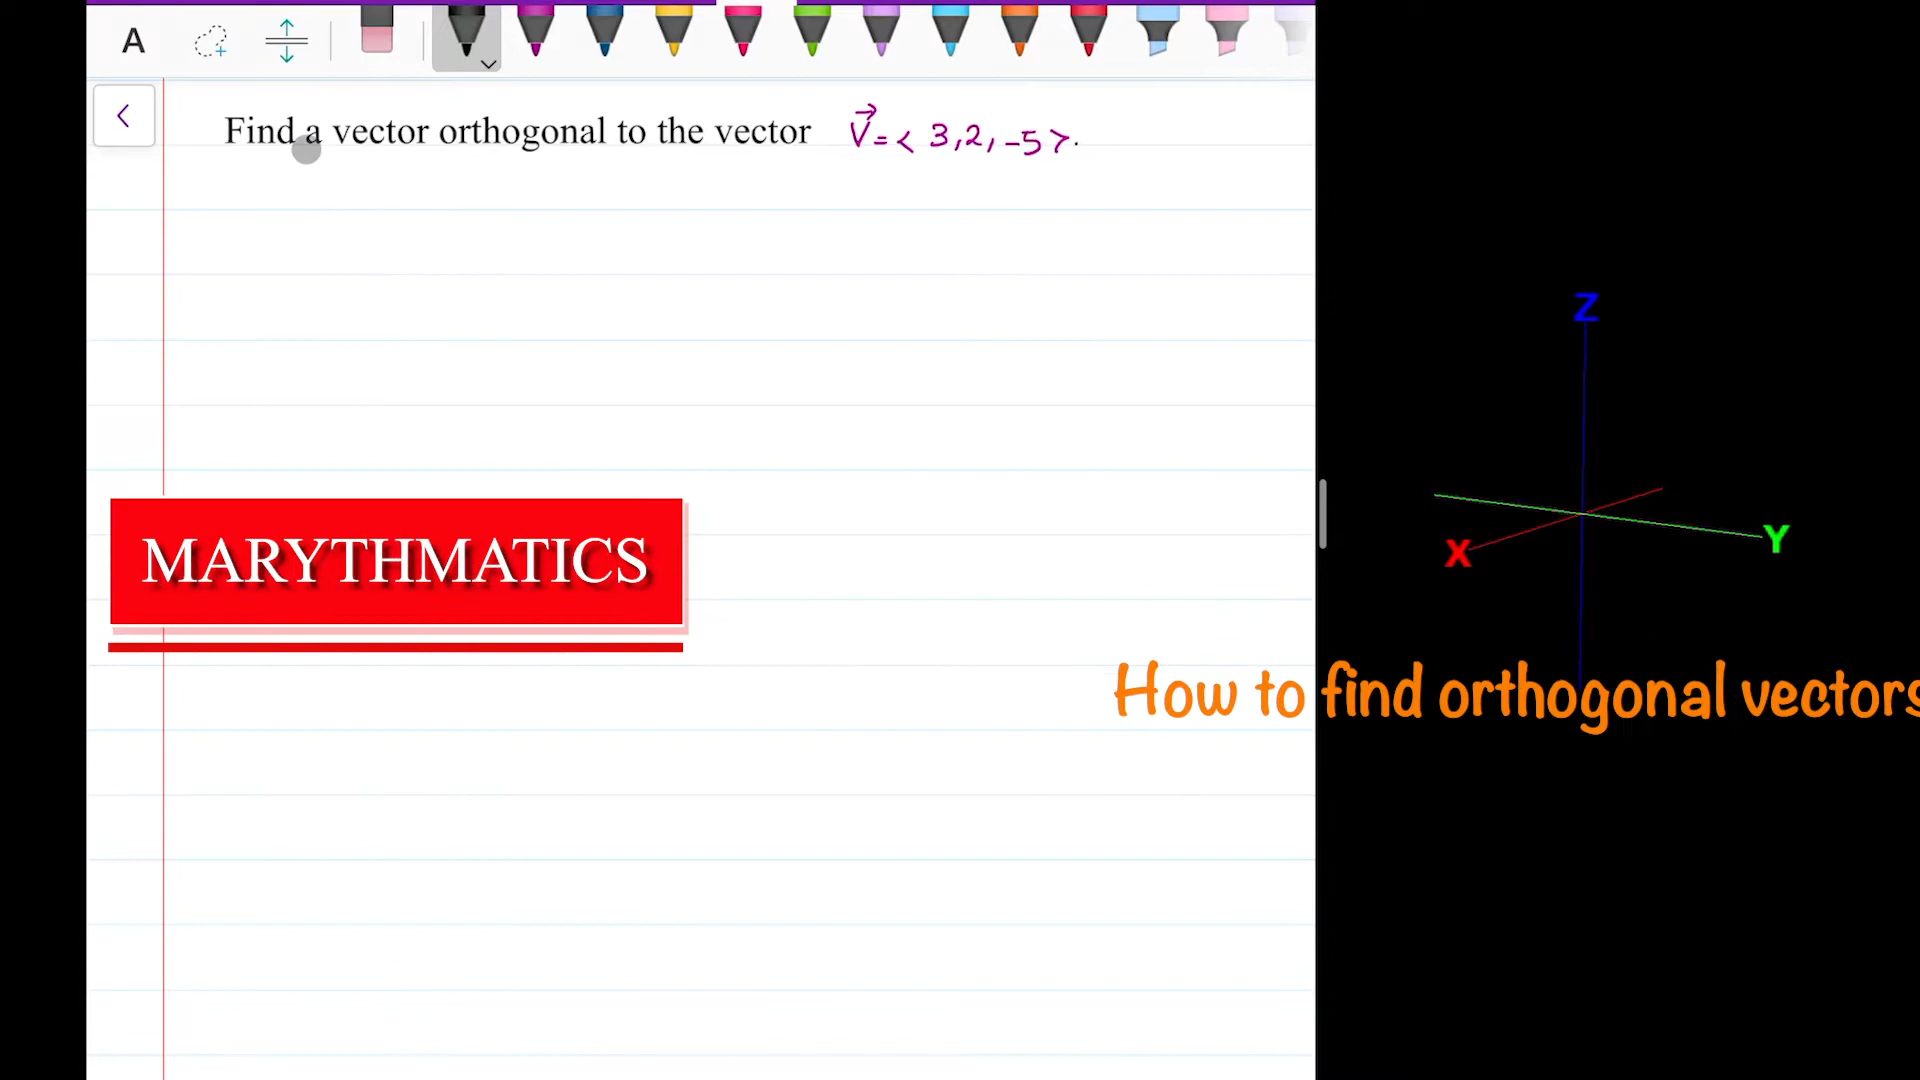 A
Find a vector orthogonal to the vector V⃗ = < 3, 2, -5 >.
Z
X
Y
MARYTHMATICS
How to find orthogonal vectors